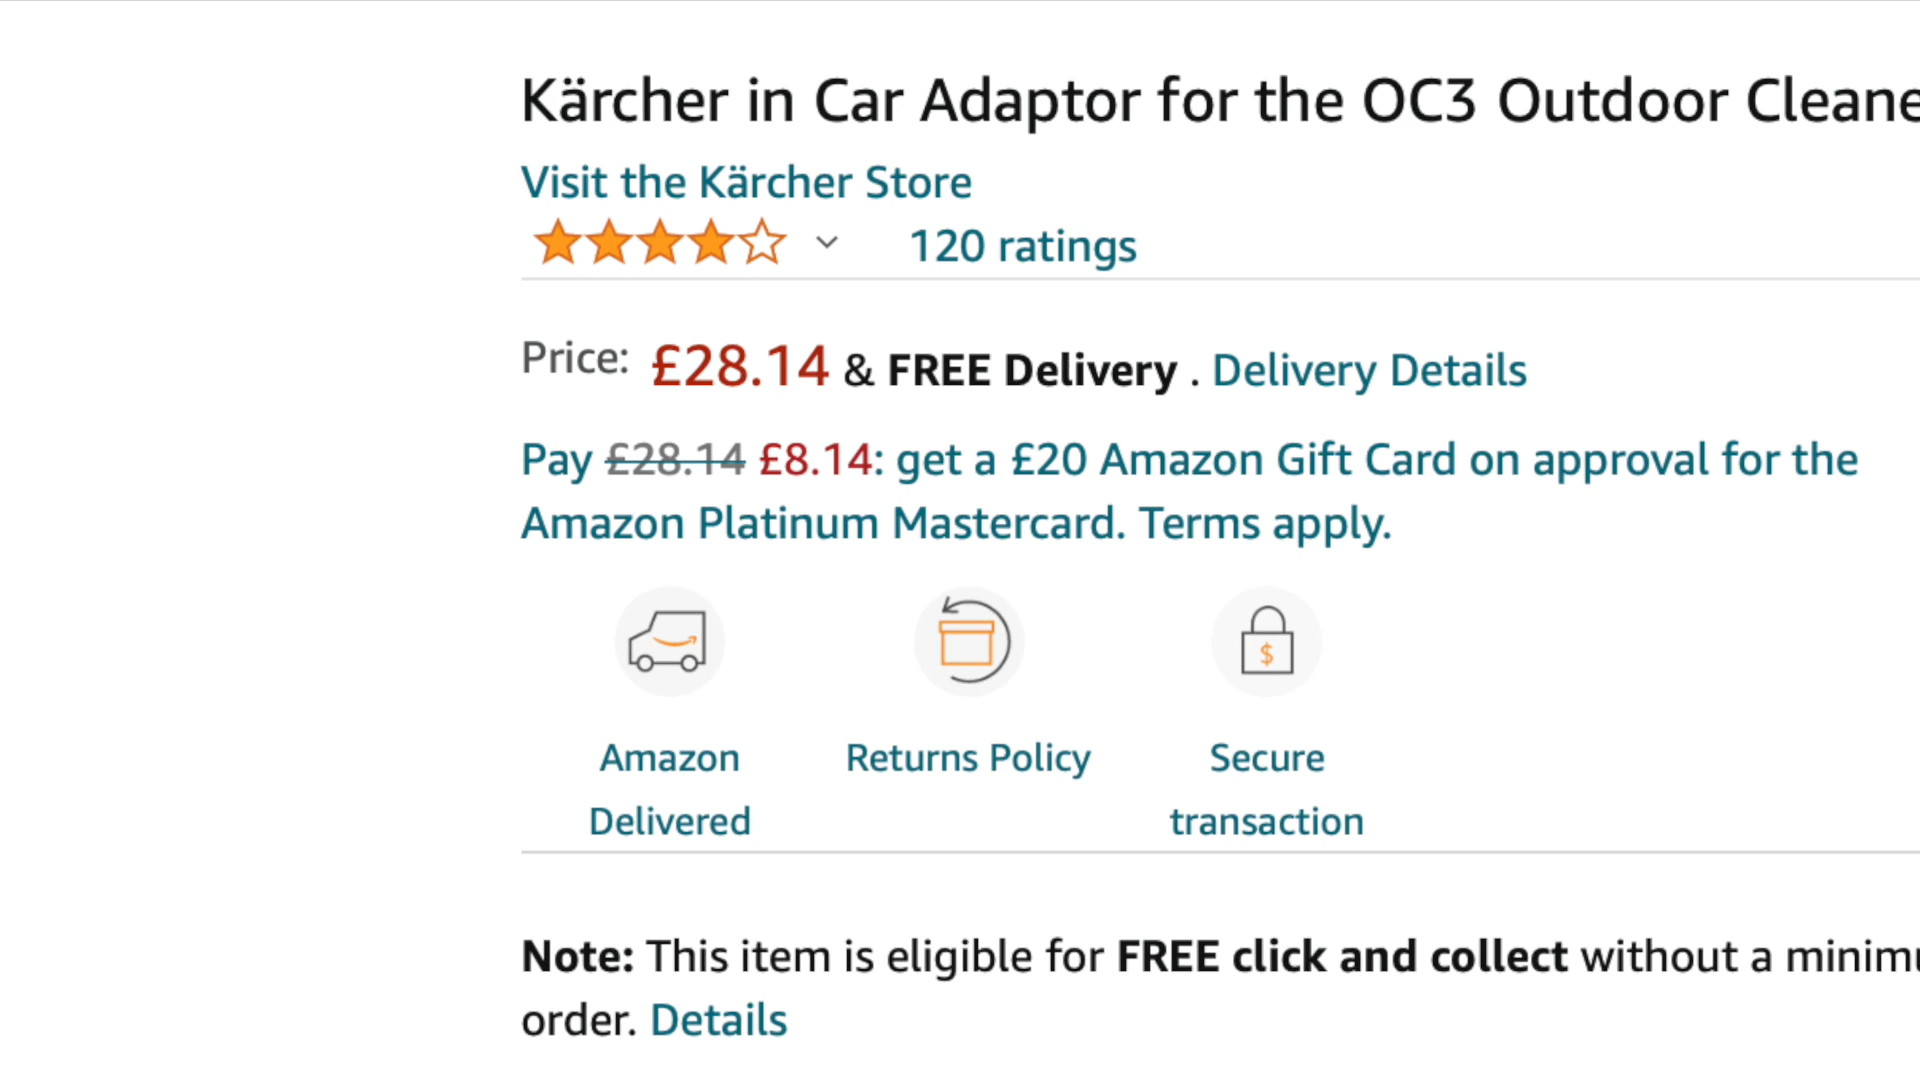 Kärcher in Car Adaptor for the OC3 Outdoor Cleane
Visit the Kärcher Store
120 ratings
Price: £28.14 & FREE Delivery . Delivery Details
Pay £28.14 £8.14: get a £20 Amazon Gift Card on approval for the
Amazon Platinum Mastercard. Terms apply.
$
Amazon Returns Policy Secure
Delivered transaction
Note: This item is eligible for FREE click and collect without a minimu
order. Details